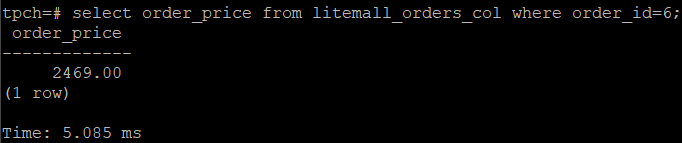 tpch=# select order_price from litemall_orders_col where order_id=6;
 order_price
-------------
     2469.00
(1 row)

Time: 5.085 ms